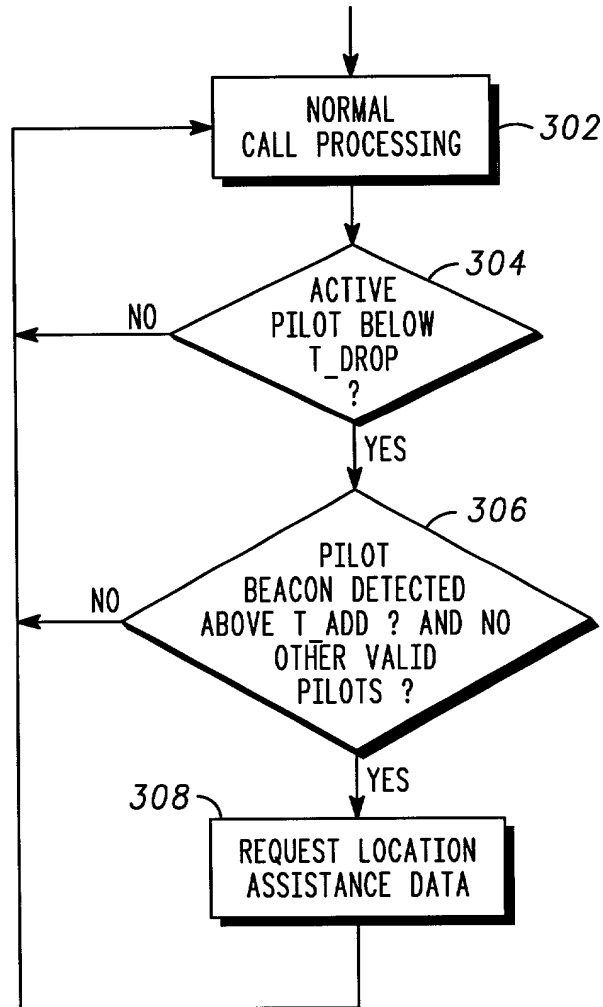 NORMAL
CALL PROCESSING
302
304
ACTIVE
PILOT BELOW
T_DROP
?
NO
YES
306
PILOT
BEACON DETECTED
ABOVE T_ADD ? AND NO
OTHER VALID
PILOTS ?
NO
YES
308
REQUEST LOCATION
ASSISTANCE DATA